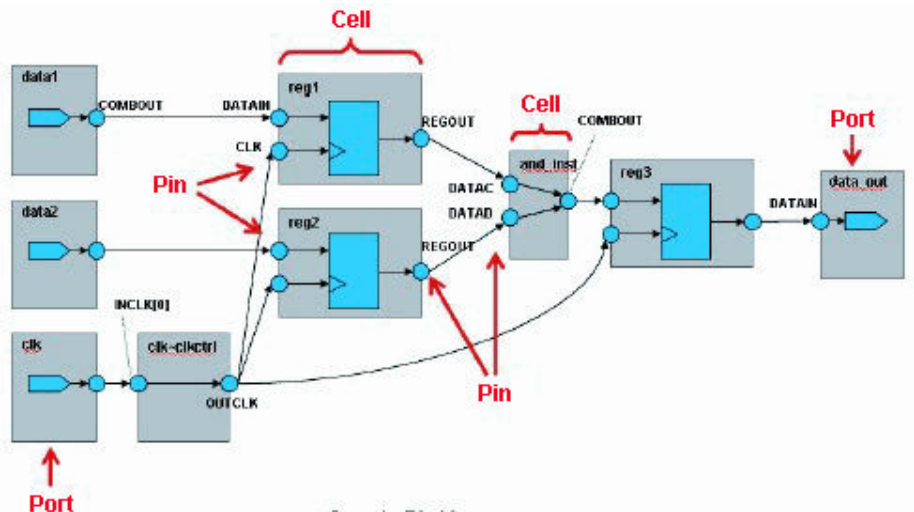 Cell
data1
reg1
COMBOUT
DATAIN
REGOUT
CLK
Cell
COMBOUT
Port
and_inst
reg3
data_out
Pin
DATAC
DATAD
DATAIN
data2
reg2
REGOUT
INCLK[0]
clk
clk~clkctrl
OUTCLK
Pin
Port